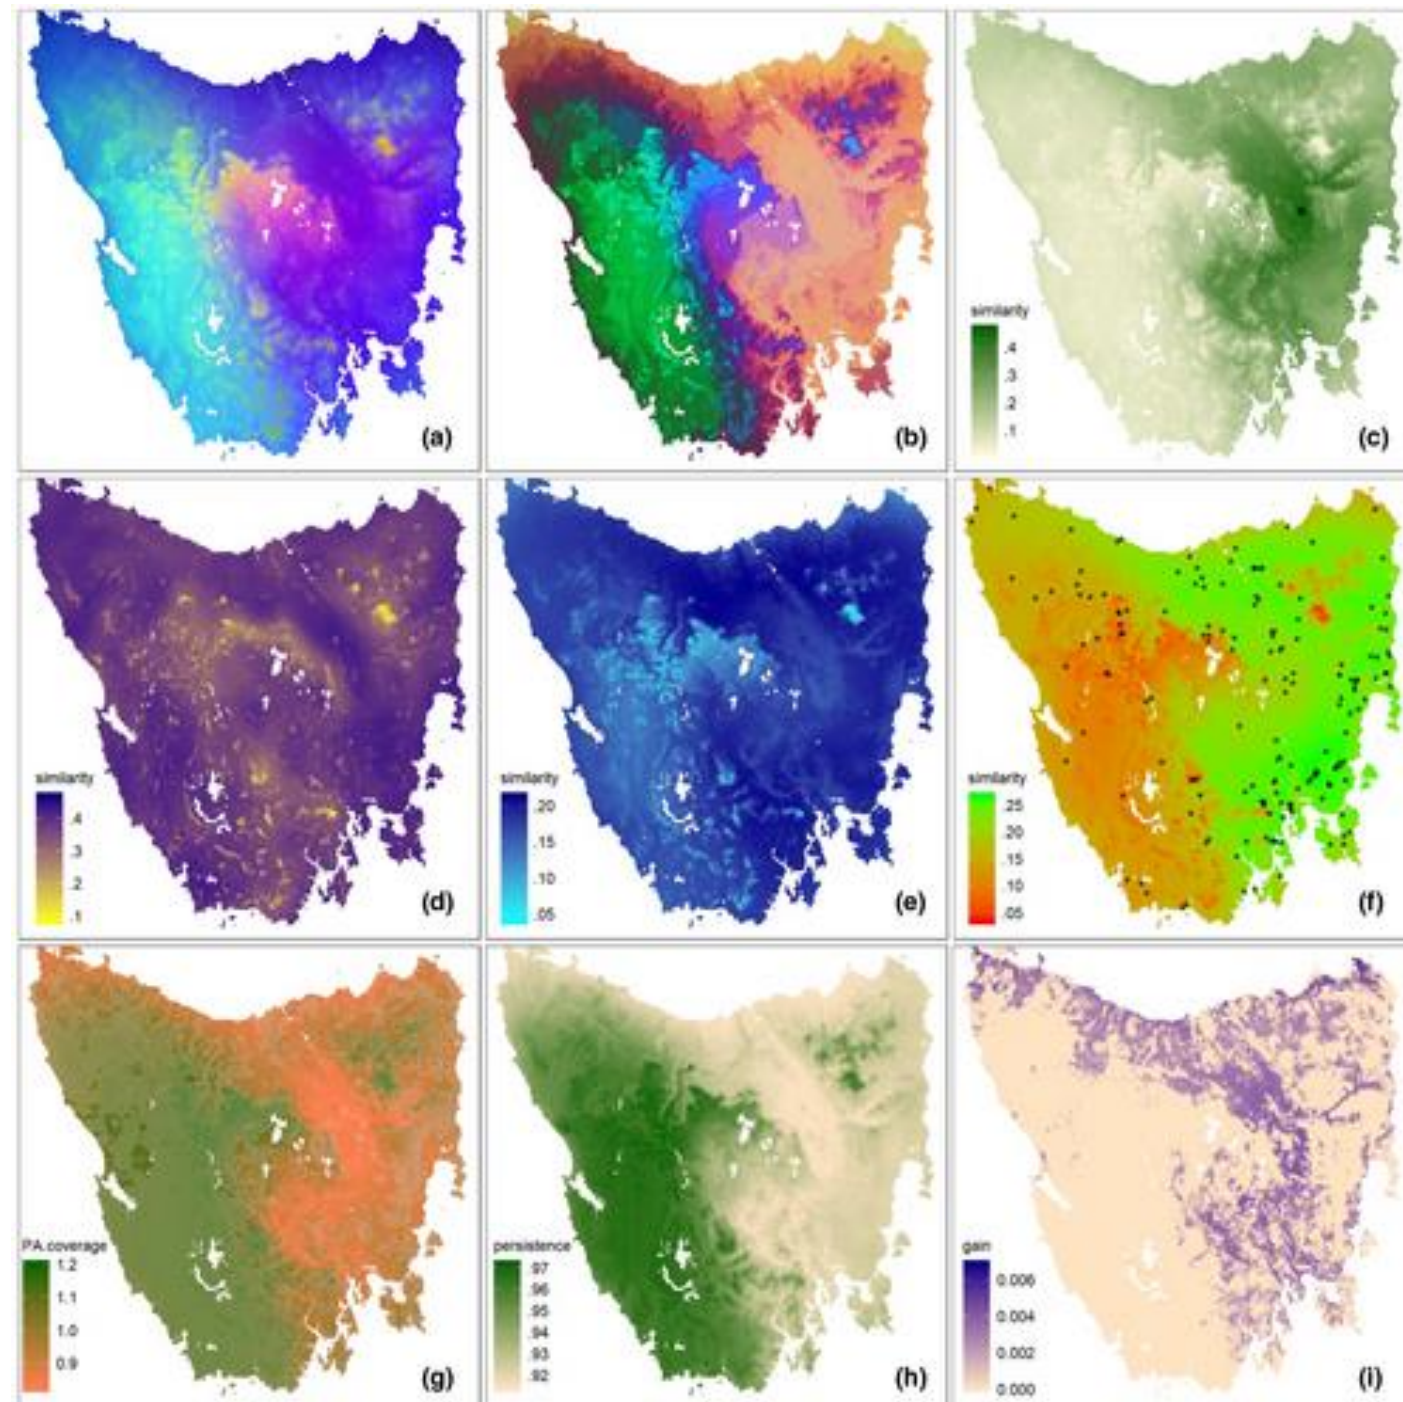 (a)
(b)
similarity
.4
.3
.2
.1
(c)
similarity
.4
.3
.2
.1
(d)
similarity
.20
.15
.10
.05
(e)
similarity
.25
.20
.15
.10
.05
(f)
PA.coverage
1.2
1.1
1.0
0.9
(g)
persistence
.97
.96
.95
.94
.93
.92
(h)
gain
0.006
0.004
0.002
0.000
(i)